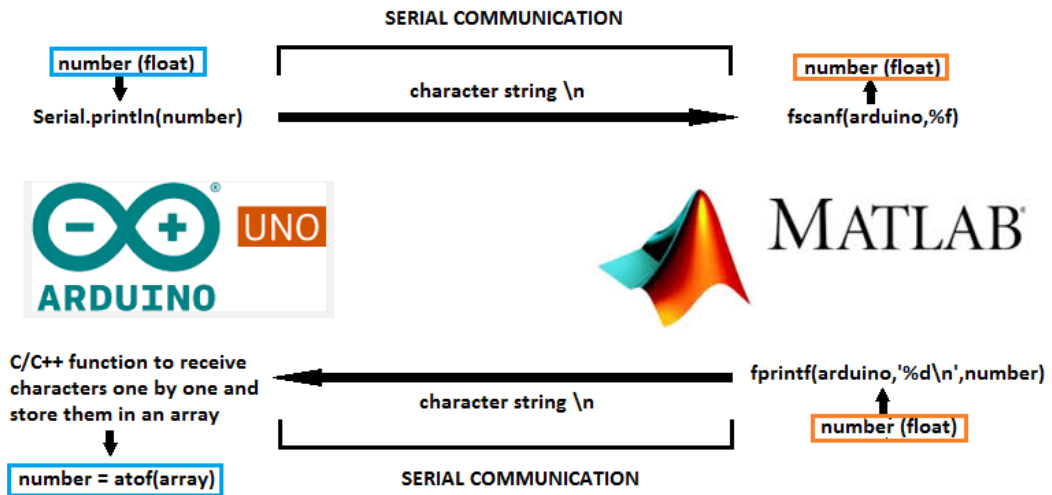 SERIAL COMMUNICATION
number (float)
Serial.println(number)
character string \n
number (float)
fscanf(arduino,%f)
UNO
ARDUINO
MATLAB
C/C++ function to receive
characters one by one and
store them in an array
number = atof(array)
character string \n
SERIAL COMMUNICATION
fprintf(arduino,'%d\n',number)
number (float)